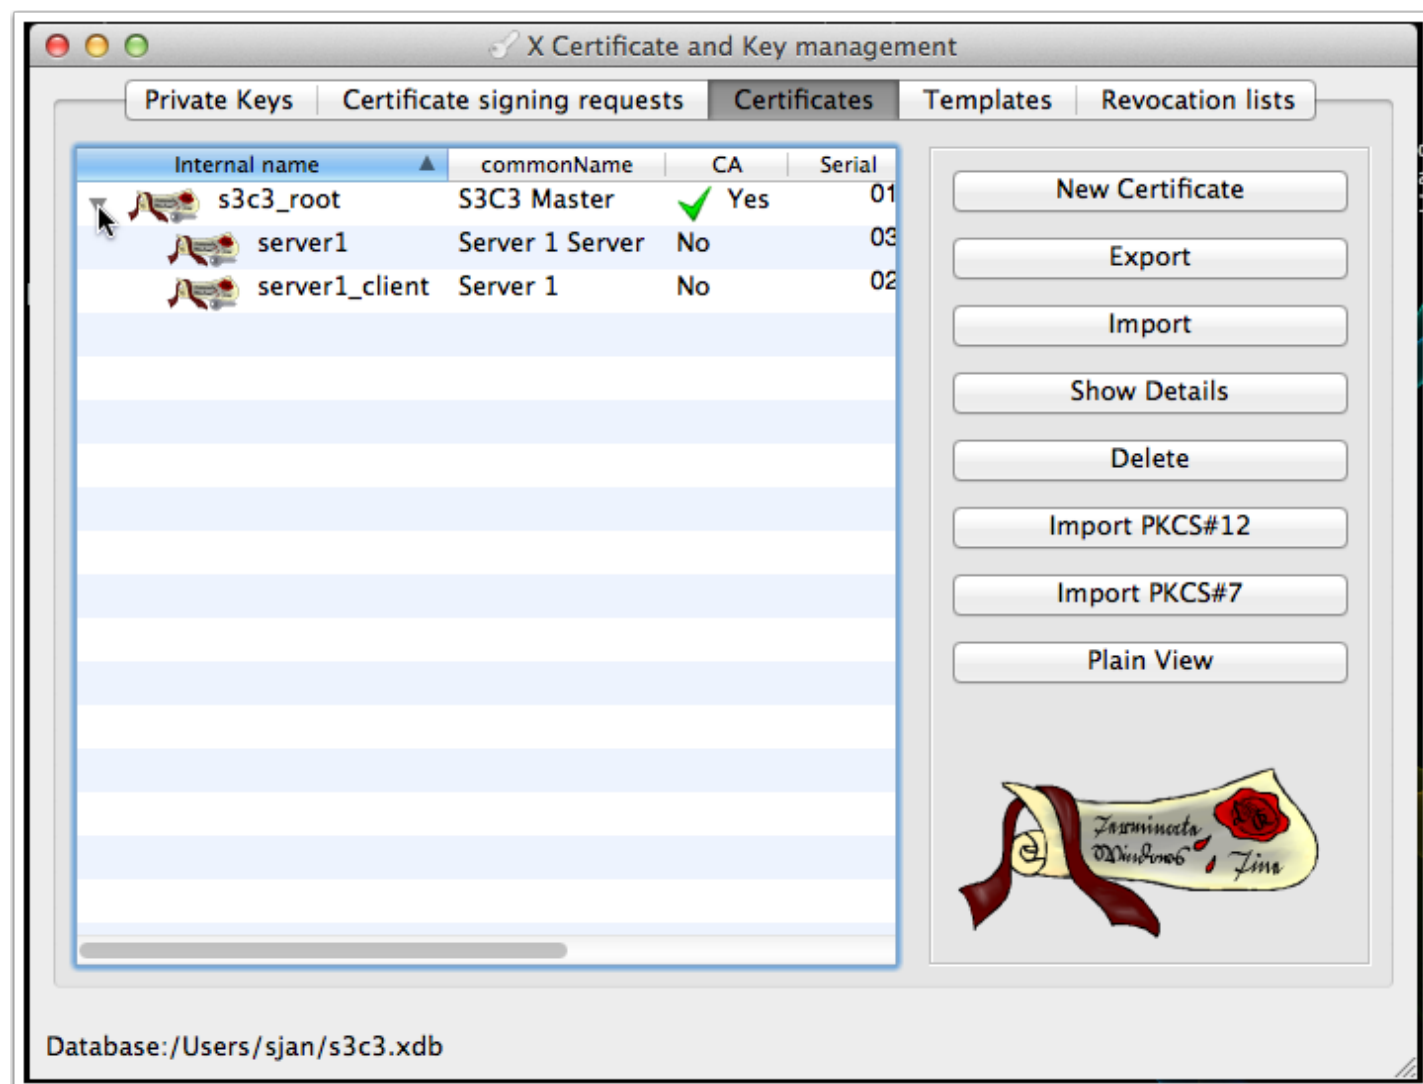 X Certificate and Key management
Private Keys Certificate signing requests Certificates Templates Revocation lists
Internal name commonName CA Serial
s3c3_root S3C3 Master Yes 01
server1 Server 1 Server No 03
server1_client Server 1 No 02
New Certificate
Export
Import
Show Details
Delete
Import PKCS#12
Import PKCS#7
Plain View
Windows
Database:/Users/sjan/s3c3.xdb